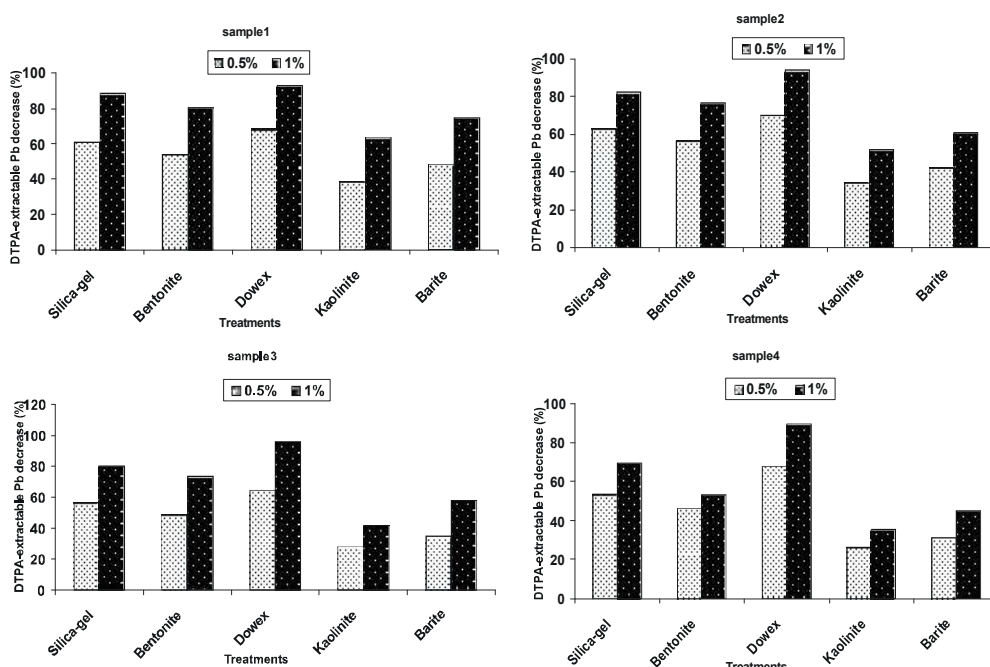 sample1
0.5% 1%
DTPA-extractable Pb decrease (%)
100
80
60
40
20
0
Silica-gel
Bentonite
Dowex
Kaolinite
Barite
Treatments
sample2
0.5% 1%
DTPA-extractable Pb decrease (%)
100
80
60
40
20
0
Silica-gel
Bentonite
Dowex
Kaolinite
Barite
Treatments
sample3
0.5% 1%
DTPA-extractable Pb decrease (%)
120
100
80
60
40
20
0
Silica-gel
Bentonite
Dowex
Kaolinite
Barite
Treatments
sample4
0.5% 1%
DTPA-extractable Pb decrease (%)
100
80
60
40
20
0
Silica-gel
Bentonite
Dowex
Kaolinite
Barite
Treatments